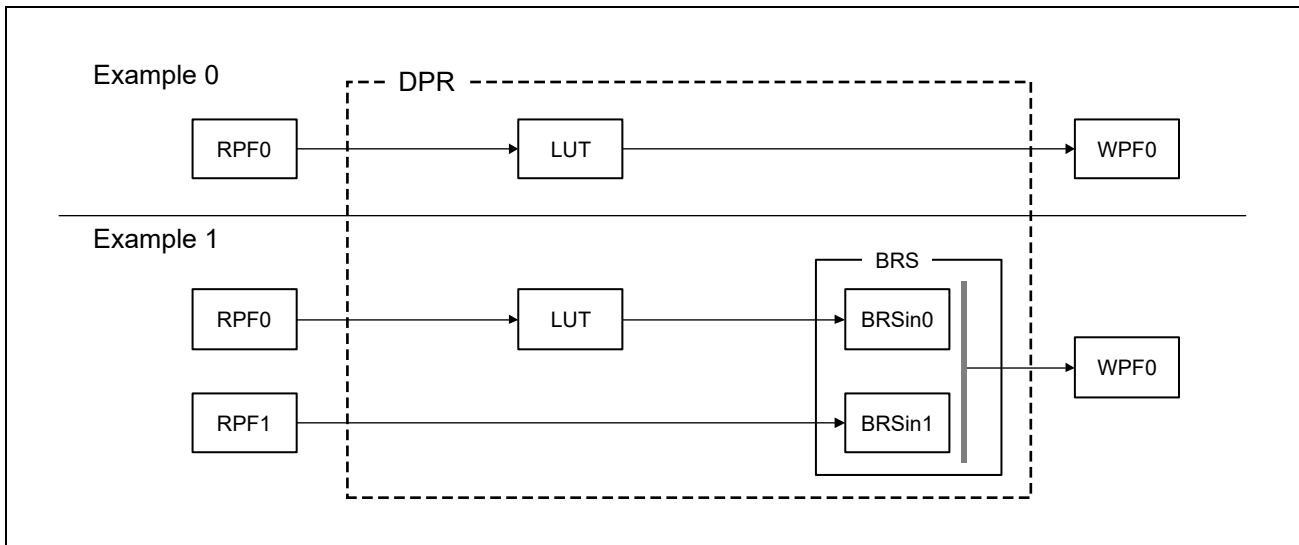 Example 0
DPR
RPF0
LUT
WPF0
Example 1
BRS
RPF0
LUT
BRSin0
WPF0
RPF1
BRSin1